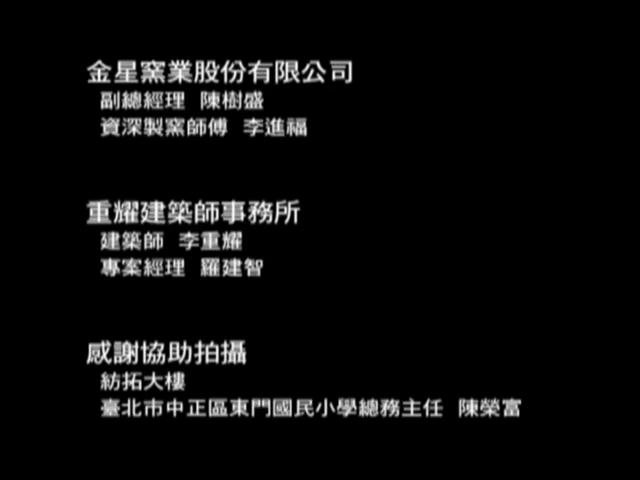 金星窯業股份有限公司
副總經理 陳樹盛
資深製窯師傅 李進福
重耀建築師事務所
建築師 李重耀
專案經理 羅建智
感謝協助拍攝
紡拓大樓
臺北市中正區東門國民小學總務主任 陳榮富